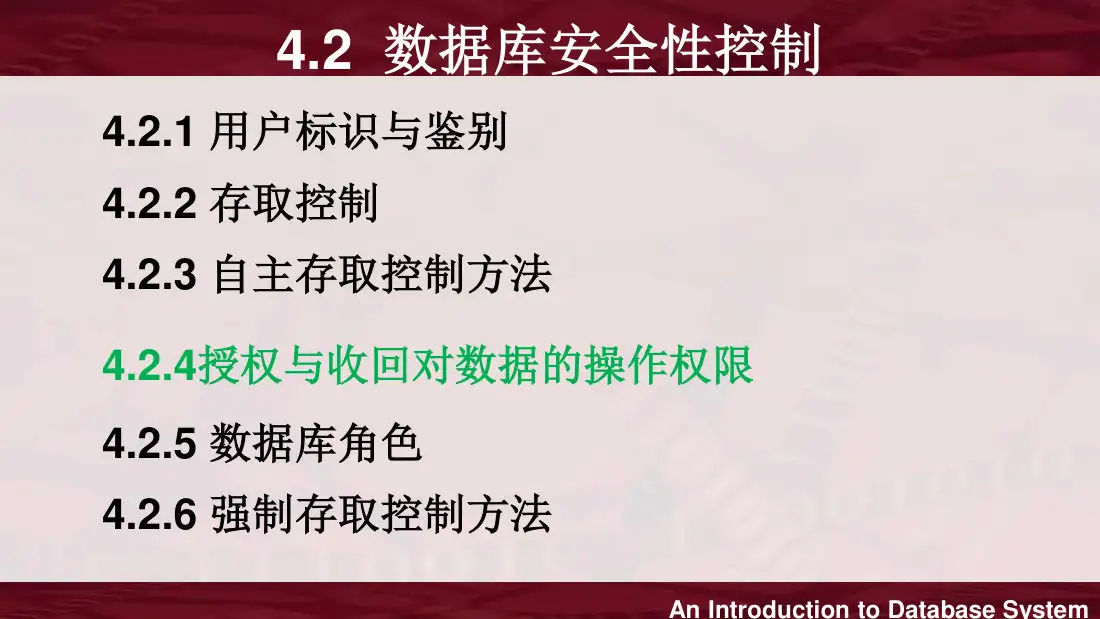 4.2 数据库安全性控制
4.2.1 用户标识与鉴别
4.2.2 存取控制
4.2.3 自主存取控制方法
4.2.4授权与收回对数据的操作权限
4.2.5 数据库角色
4.2.6 强制存取控制方法
An Introduction to Database System